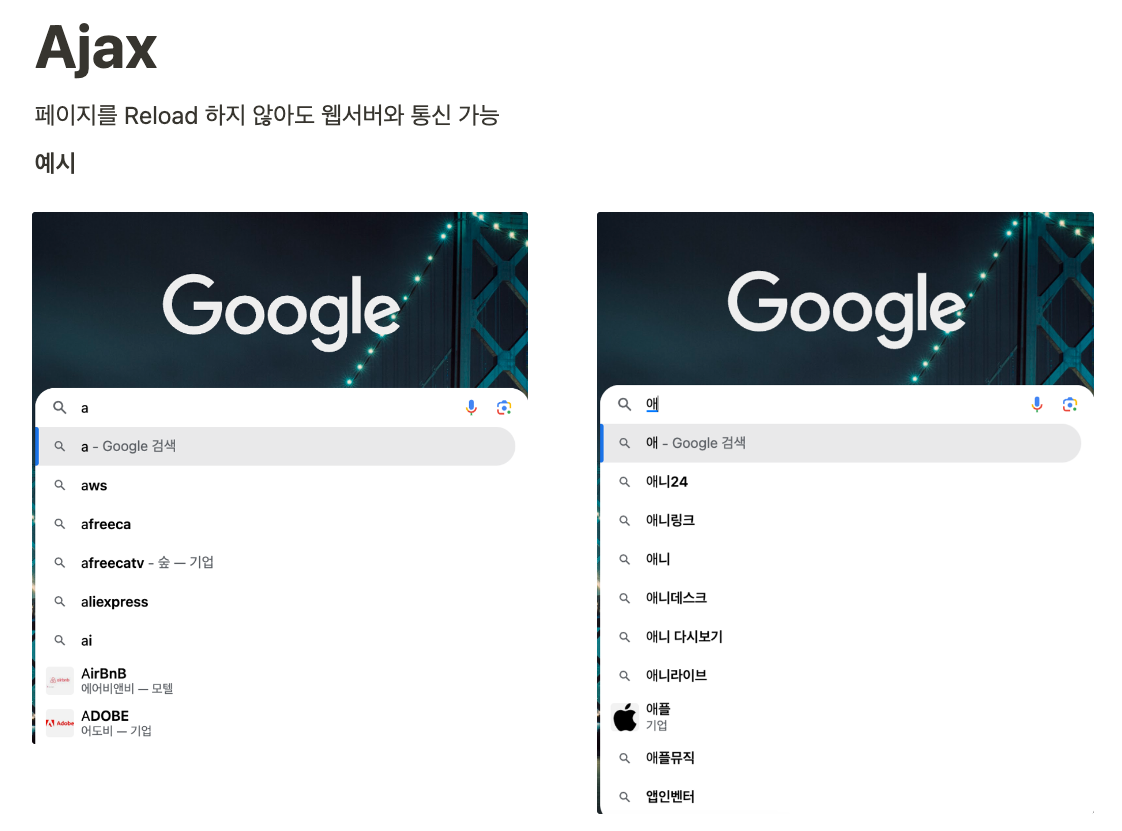 Ajax
페이지를 Reload 하지 않아도 웹서버와 통신 가능
예시
Google
a
a - Google 검색
aws
afreeca
afreecatv - 숲 — 기업
aliexpress
ai
airbnb
AirBnB
에어비앤비 — 모텔
Adobe
ADOBE
어도비 — 기업
Google
애
애 - Google 검색
애니24
애니링크
애니
애니데스크
애니 다시보기
애니라이브
애플
기업
애플뮤직
앱인벤터